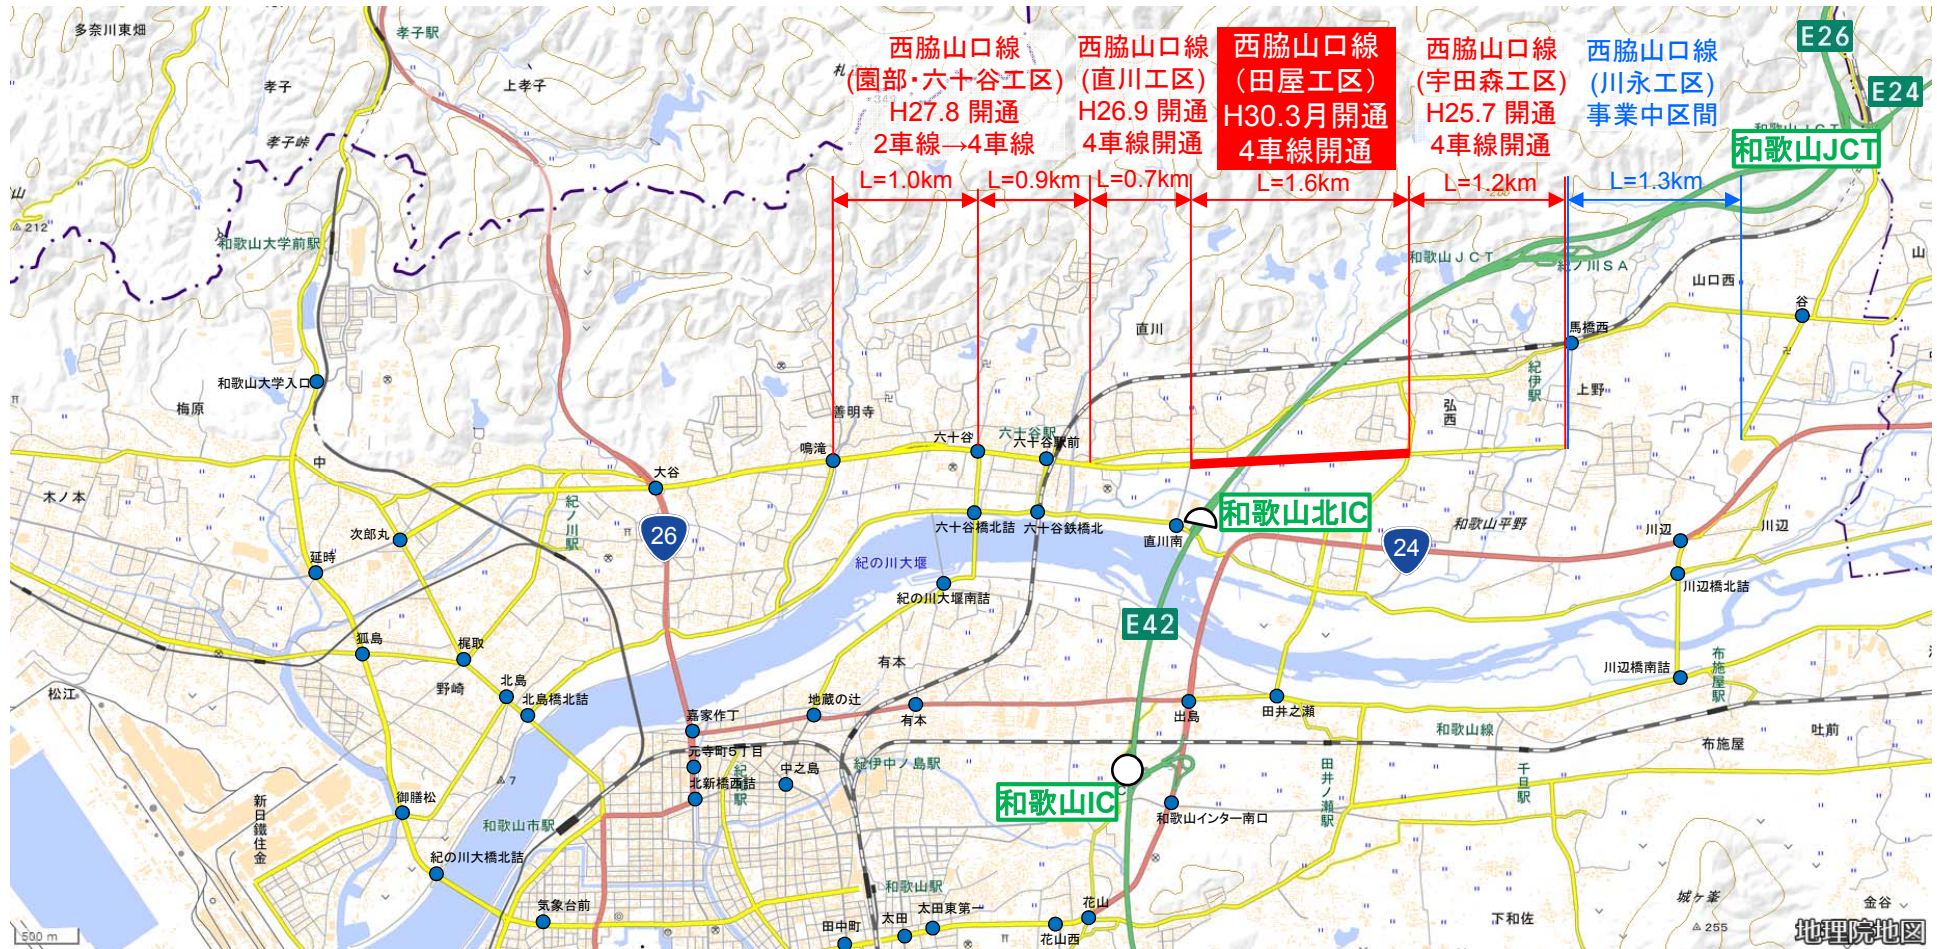 多奈川東畑
孝子駅
孝子
上孝子
孝子峠
西脇山口線
(園部・六十谷工区)
H27.8 開通
2車線→4車線
西脇山口線
(直川工区)
H26.9 開通
4車線開通
西脇山口線
（田屋工区）
H30.3月開通
4車線開通
西脇山口線
(宇田森工区)
H25.7 開通
4車線開通
西脇山口線
(川永工区)
事業中区間
E26
E24
和歌山JCT
L=1.0km
L=0.9km
L=0.7km
L=1.6km
L=1.2km
L=1.3km
212
和歌山大学前駅
和歌山ＪＣＴ
紀ノ川ＳＡ
山口西
山
谷
直川
馬橋西
和歌山大学入口
梅原
善明寺
紀伊駅
上野
弘西
六十谷
六十谷駅
六十谷駅前
鳴滝
中
大谷
木ノ本
紀ノ川駅
26
次郎丸
延時
六十谷橋北詰
六十谷鉄橋北
直川南
和歌山北IC
和歌山平野
24
川辺
川辺
紀の川大堰
紀の川大堰南詰
川辺橋北詰
E42
狐島
梶取
有本
川辺橋南詰
布施屋駅
松江
野崎
北島
北島橋北詰
嘉家作丁
地蔵の辻
有本
出島
田井之瀬
和歌山線
布施屋
吐前
元寺町5丁目
北新橋西詰
中之島
紀伊中ノ島駅
和歌山IC
千旦駅
田井ノ瀬駅
7
御膳松
新日鐵住金
和歌山市駅
和歌山インター南口
紀の川大橋北詰
和歌山駅
気象台前
田中町
太田
太田東第一
花山
花山西
下和佐
城ヶ峯
255
金谷
500 m
地理院地図